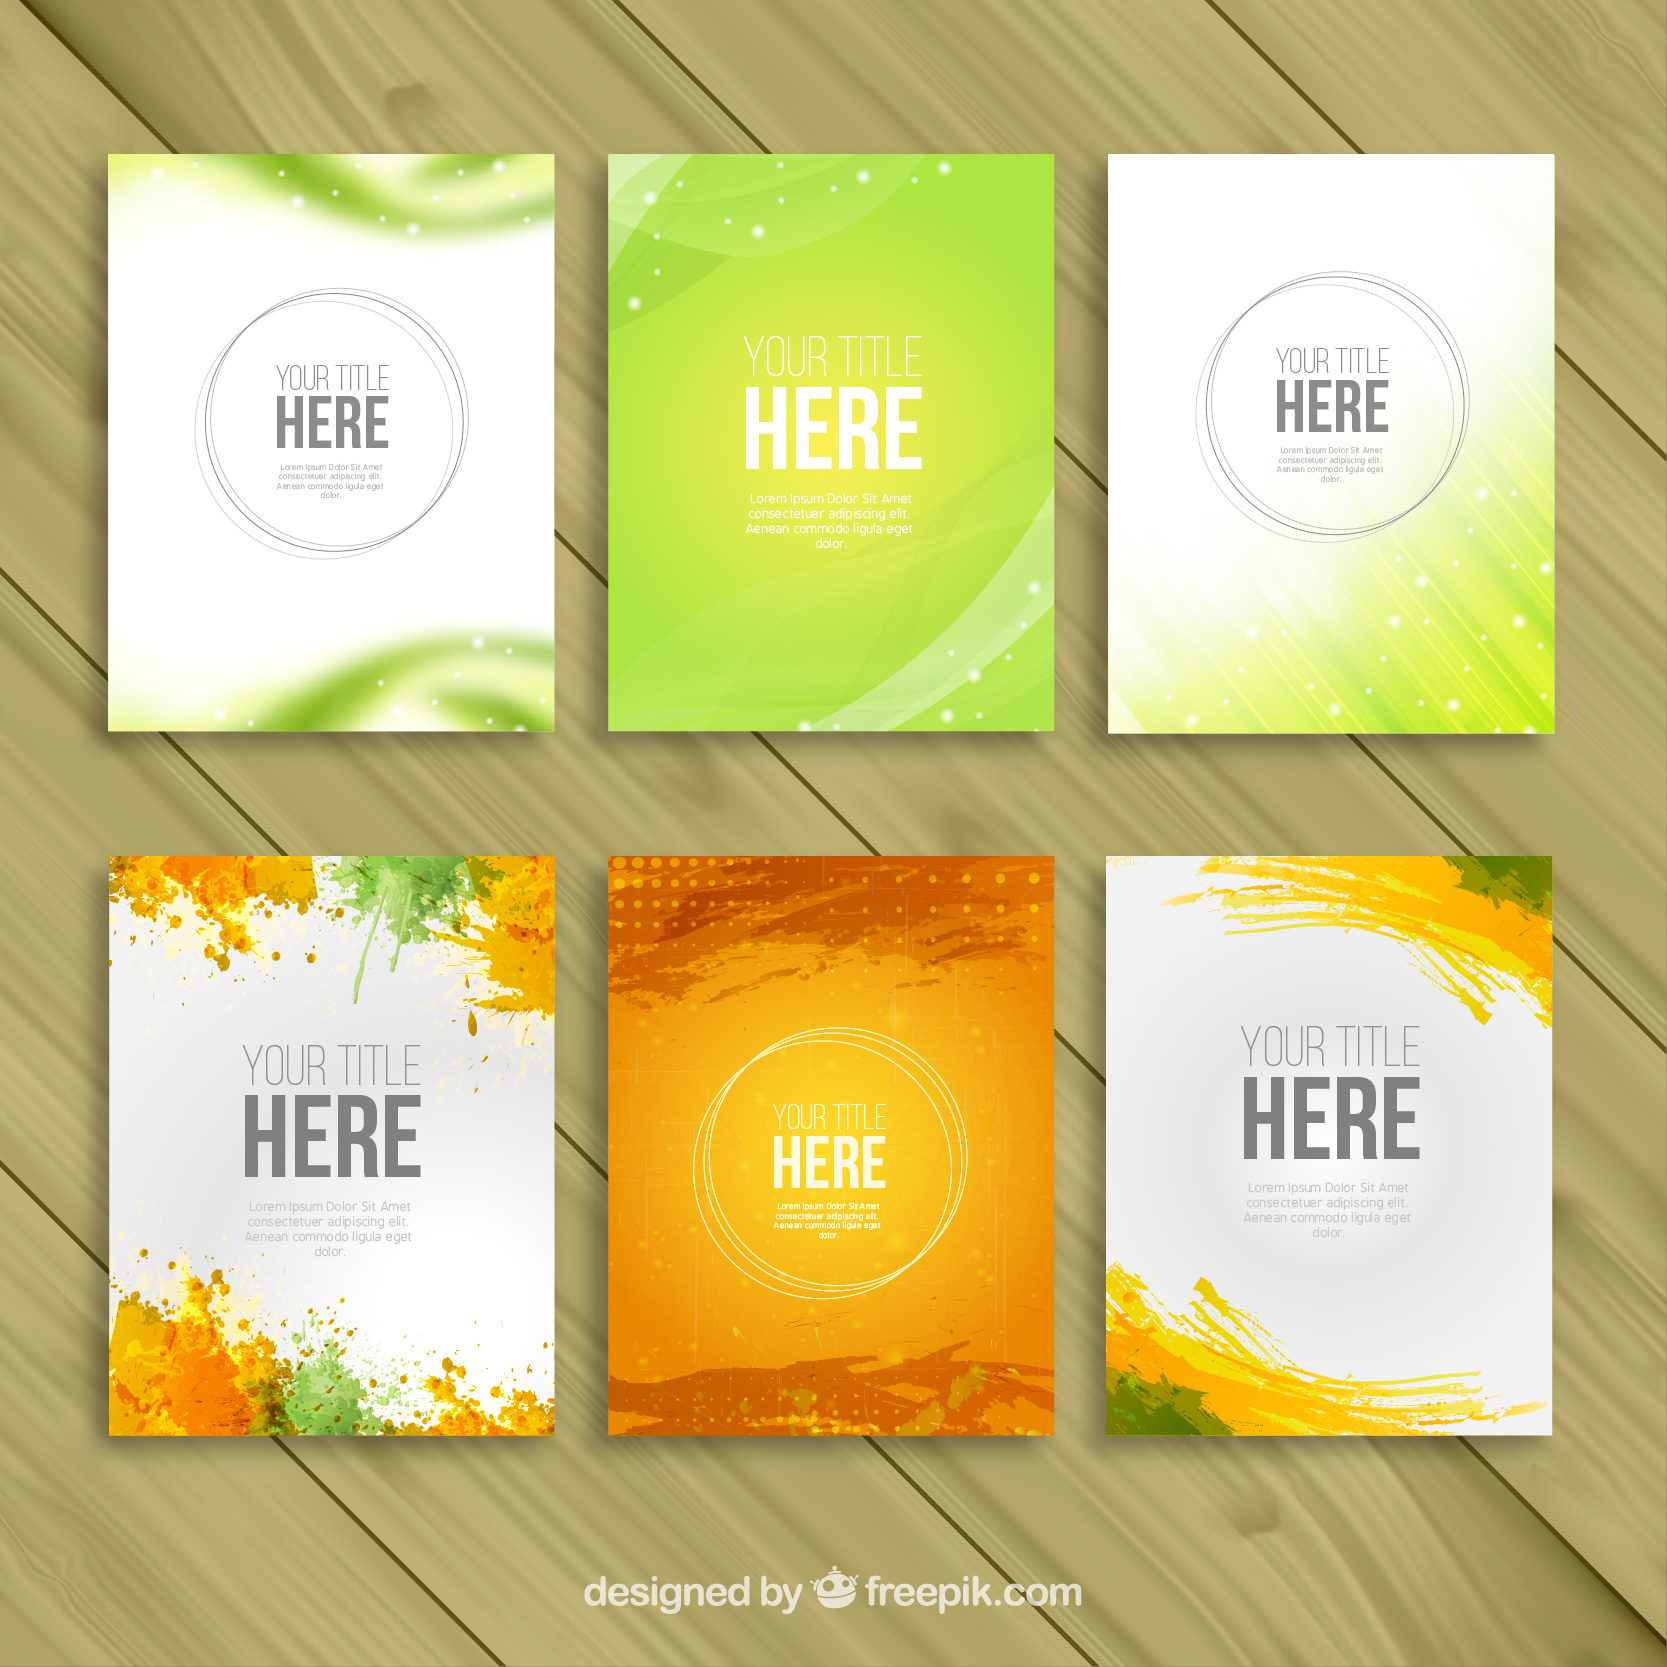 YOUR TITLE
HERE
Lorem Ipsum Dolor Sit Amet
consectetuer adipiscing elit.
Aenean commodo ligula eget
dolor.
YOUR TITLE
HERE
Lorem Ipsum Dolor Sit Amet
consectetuer adipiscing elit.
Aenean commodo ligula eget
dolor.
YOUR TITLE
HERE
Lorem Ipsum Dolor Sit Amet
consectetuer adipiscing elit.
Aenean commodo ligula eget
dolor.
YOUR TITLE
HERE
Lorem Ipsum Dolor Sit Amet
consectetuer adipiscing elit.
Aenean commodo ligula eget
dolor.
YOUR TITLE
HERE
Lorem Ipsum Dolor Sit Amet
consectetuer adipiscing elit.
Aenean commodo ligula eget
dolor.
YOUR TITLE
HERE
Lorem Ipsum Dolor Sit Amet
consectetuer adipiscing elit.
Aenean commodo ligula eget
dolor.
designed by freepik.com